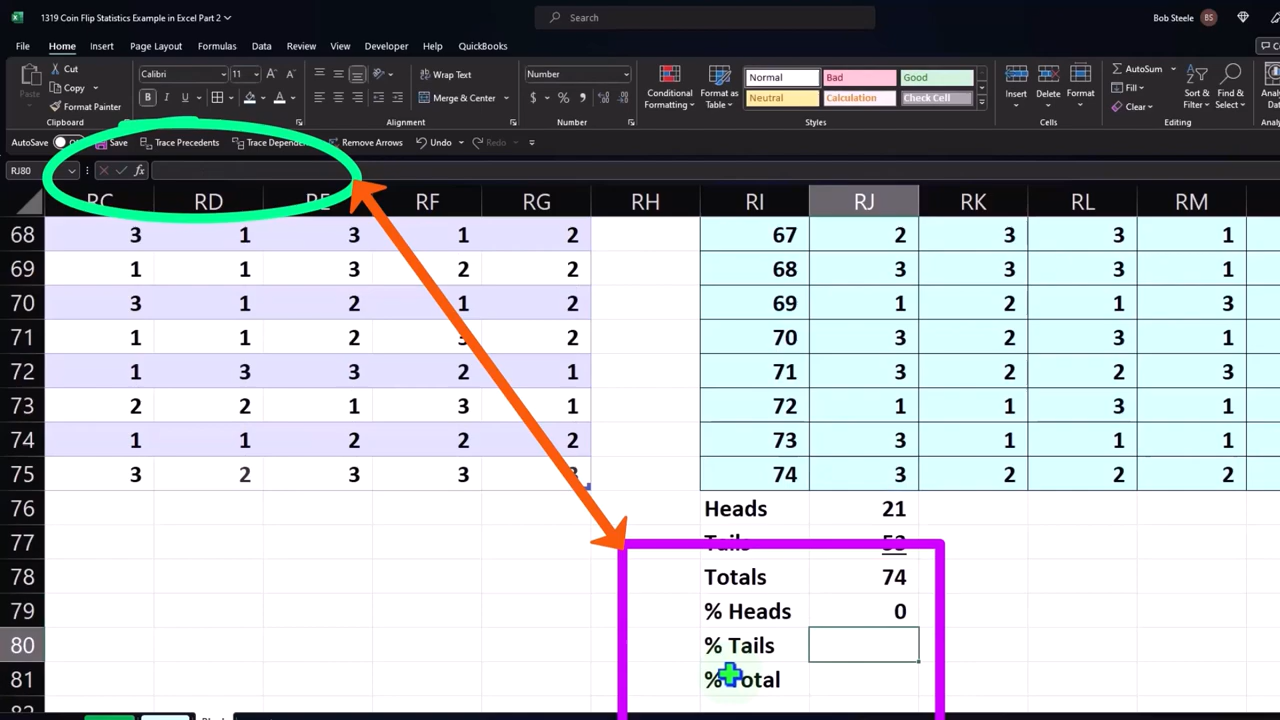 1319 Coin Flip Statistics Example in Excel Part 2
Search
Bob Steele BS
File Home Insert Page Layout Formulas Data Review View Developer Help QuickBooks
Cut
Copy
Format Painter
Paste
Clipboard
Calibri 11
B I U
Font
Wrap Text
Merge & Center
Alignment
Number
$ % ,
Number
Conditional Formatting
Format as Table
Normal Bad Good
Neutral Calculation Check Cell
Styles
Insert Delete Format
Cells
AutoSum
Fill
Clear
Sort & Filter
Find & Select
Editing
AutoSave Save Trace Precedents Trace Remove Arrows Undo Redo
RJ80 fx
RC RD RE RF RG RH RI RJ RK RL RM
68 3 1 3 1 2 67 2 3 3 1
69 1 1 3 2 2 68 3 3 3 1
70 3 1 2 1 2 69 1 2 1 3
71 1 1 2 3 2 70 3 2 3 1
72 1 3 3 2 1 71 3 2 2 3
73 2 2 1 3 1 72 1 1 3 1
74 1 1 2 2 2 73 3 1 1 1
75 3 2 3 3 74 3 2 2 2
76 Heads 21
77 Tails 53
78 Totals 74
79 % Heads 0
80 % Tails
81 % Total